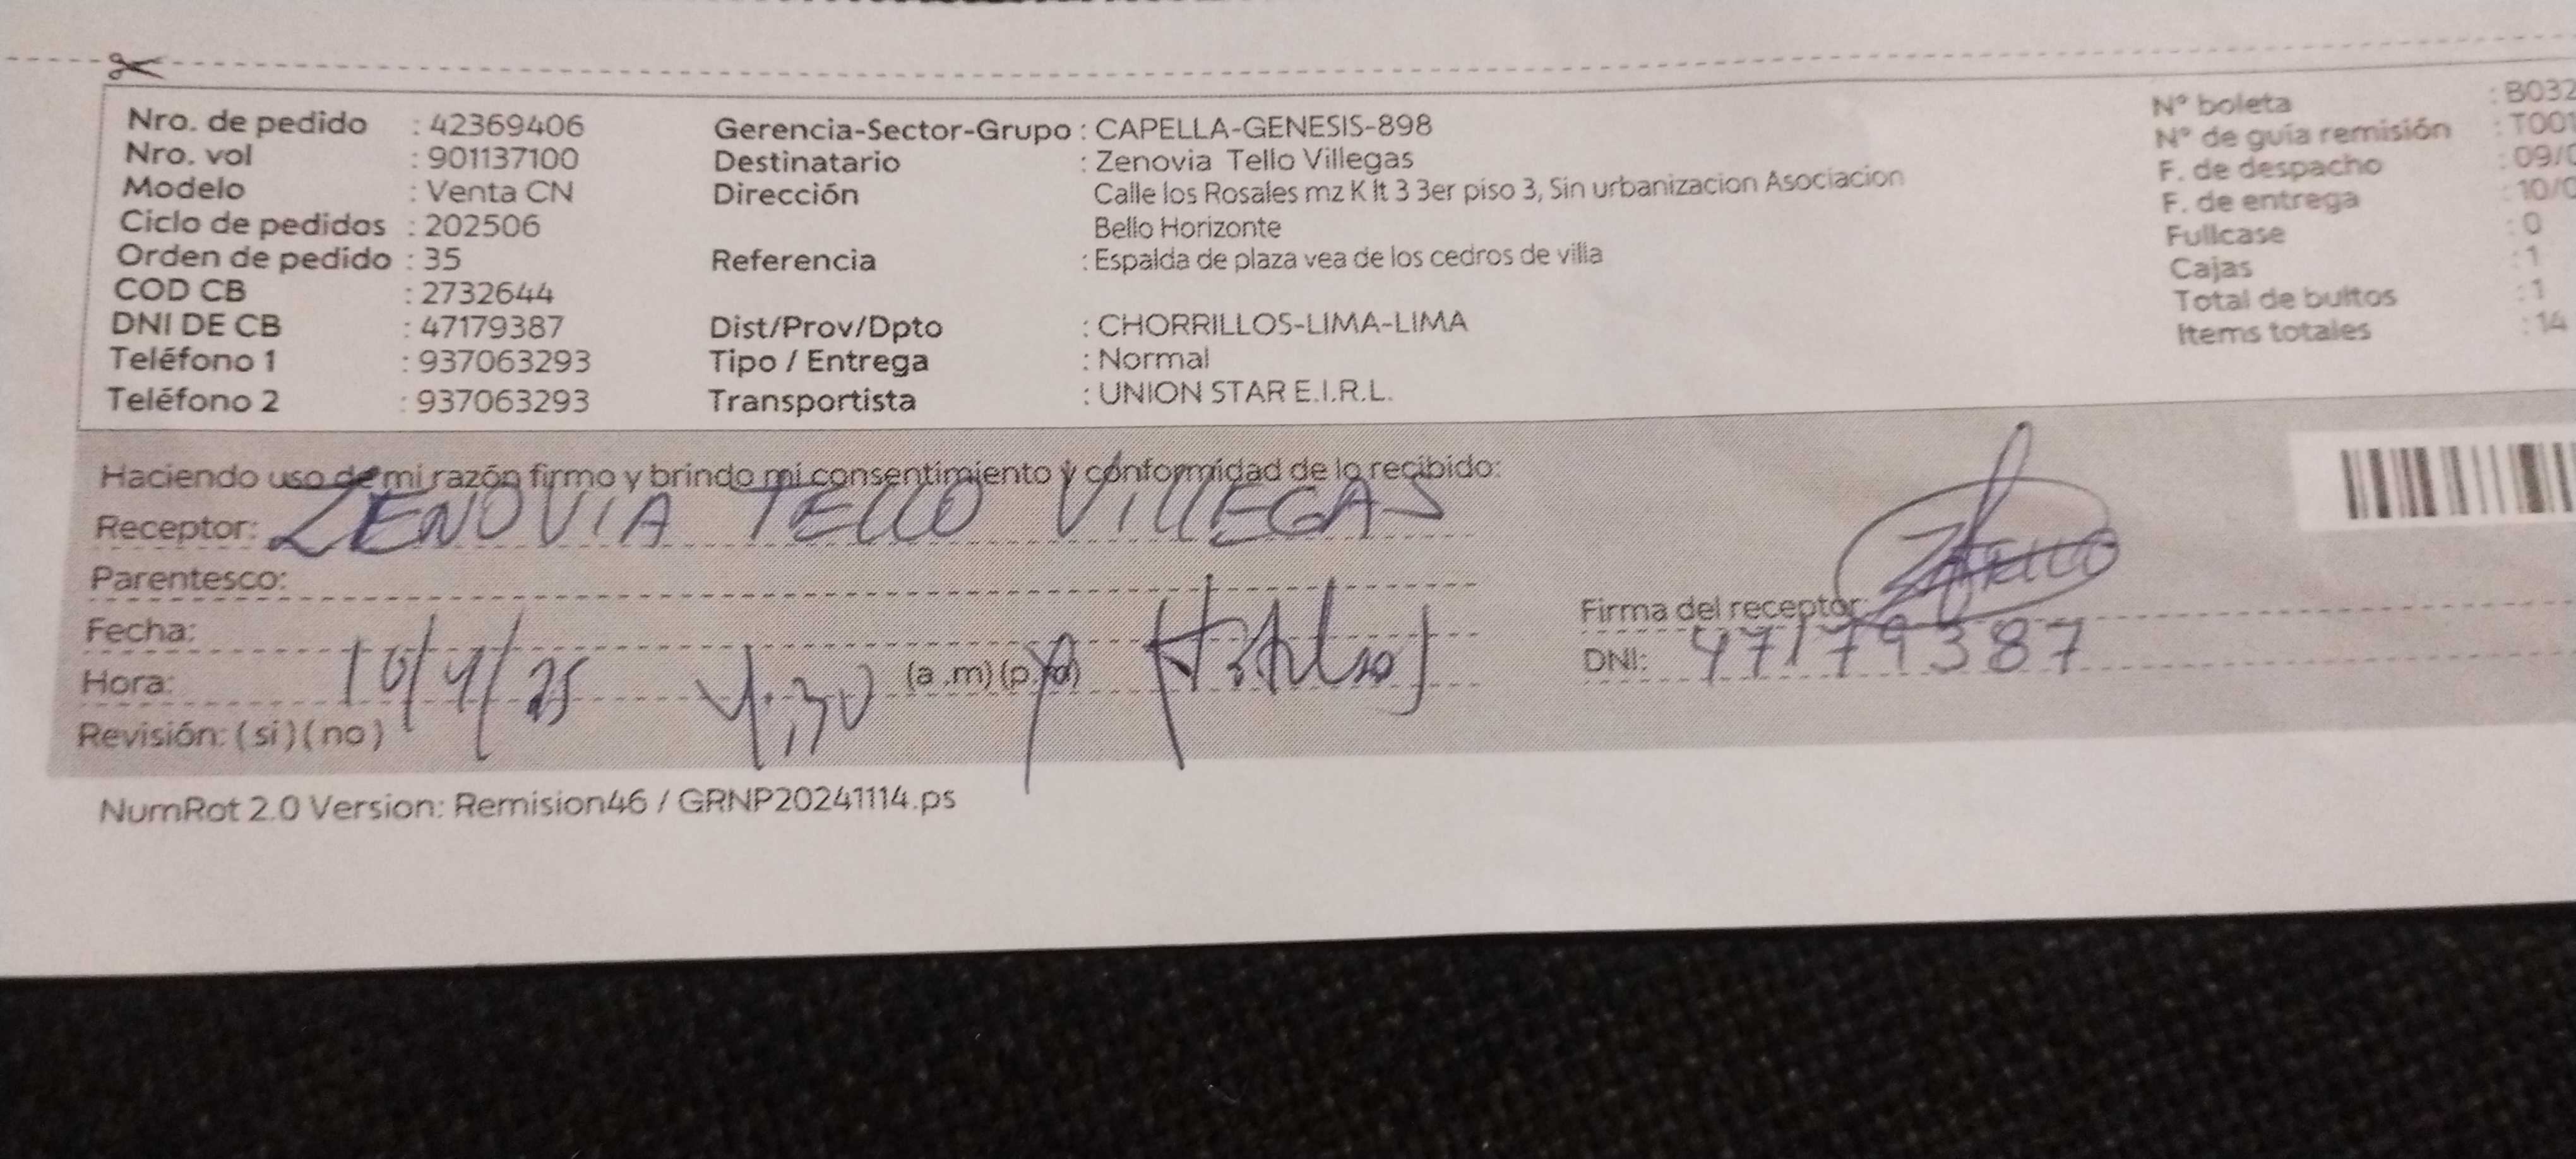 Nro. de pedido : 42369406
Nro. vol : 901137100
Modelo : Venta CN
Ciclo de pedidos : 202506
Orden de pedido : 35
COD CB : 2732644
DNI DE CB : 47179387
Teléfono 1 : 937063293
Teléfono 2 : 937063293
Gerencia-Sector-Grupo : CAPELLA-GENESIS-898
Destinatario : Zenovia Tello Villegas
Dirección Calle los Rosales mz K lt 3 3er piso 3, Sin urbanizacion Asociacion
Bello Horizonte
Referencia : Espalda de plaza vea de los cedros de villa
Dist/Prov/Dpto : CHORRILLOS-LIMA-LIMA
Tipo / Entrega : Normal
Transportista : UNION STAR E.I.R.L.
N° boleta : B032
N° de guía remisión : T001
F. de despacho : 09/0
F. de entrega : 10/0
Fullcase : 0
Cajas : 1
Total de bultos : 1
Items totales : 14
Haciendo uso de mi razón firmo y brindo mi consentimiento y conformidad de lo recibido:
Receptor: ZENOVIA TELLO VILLEGAS
Parentesco:
Fecha:
Hora: 10/4/25 4:30 (a.m) (p.m)
Revisión: (si) (no)
Firma del receptor:
DNI: 47179387
NumRot 2.0 Version: Remision46 / GRNP20241114.ps